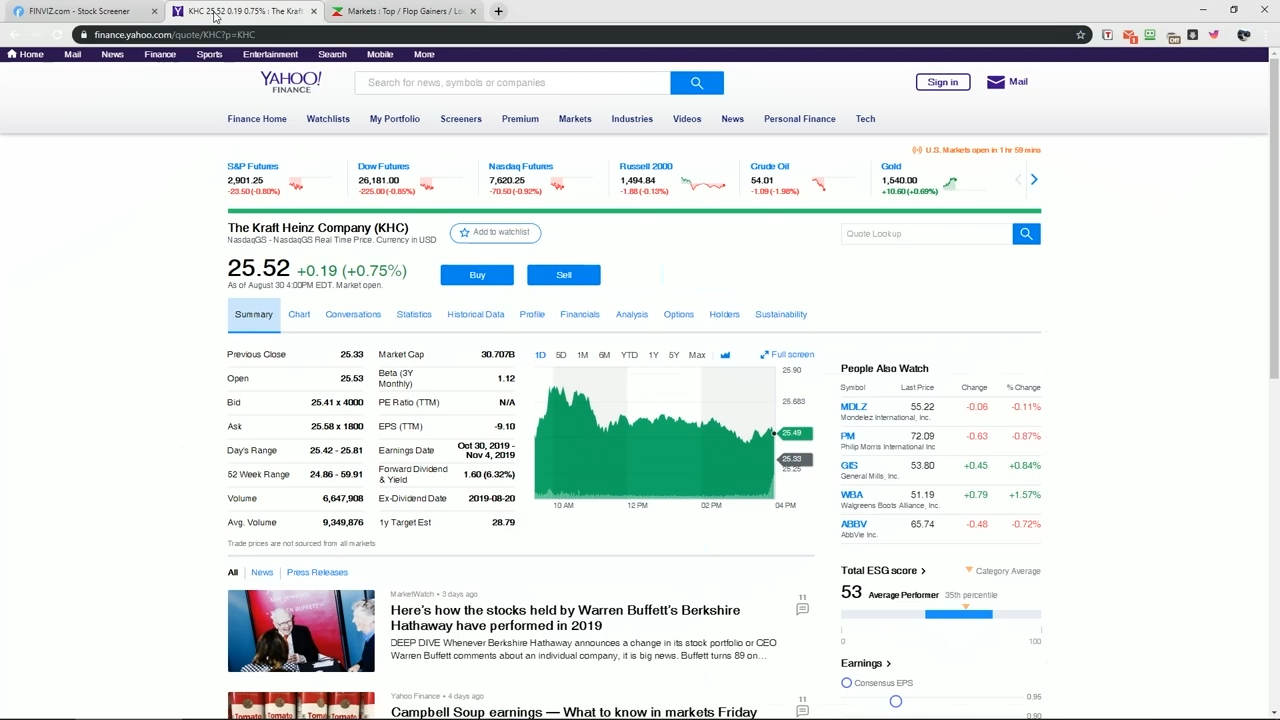 FINVIZ.com - Stock Screener
KHC 25.52 0.19 0.75% : The Kraft
Markets: Top / Flop Gainers / Lo
finance.yahoo.com/quote/KHC?p=KHC
Home Mail News Finance Sports Entertainment Search Mobile More
YAHOO!
FINANCE
Search for news, symbols or companies
Sign in
Mail
Finance Home Watchlists My Portfolio Screeners Premium Markets Industries Videos News Personal Finance Tech
U.S. Markets open in 1 hr 59 mins
S&P Futures
2,901.25
-23.50 (-0.80%)
Dow Futures
26,181.00
-225.00 (-0.85%)
Nasdaq Futures
7,620.25
-70.50 (-0.92%)
Russell 2000
1,494.84
-1.88 (-0.13%)
Crude Oil
54.01
-1.09 (-1.98%)
Gold
1,540.00
+10.60 (+0.69%)
The Kraft Heinz Company (KHC)
NasdaqGS - NasdaqGS Real Time Price. Currency in USD
Add to watchlist
Quote Lookup
25.52 +0.19 (+0.75%)
As of August 30 4:00PM EDT. Market open.
Buy
Sell
Summary Chart Conversations Statistics Historical Data Profile Financials Analysis Options Holders Sustainability
Previous Close 25.33
Open 25.53
Bid 25.41 x 4000
Ask 25.58 x 1800
Day's Range 25.42 - 25.81
52 Week Range 24.86 - 59.91
Volume 6,647,908
Avg. Volume 9,349,876
Market Cap 30.707B
Beta (3Y
Monthly) 1.12
PE Ratio (TTM) N/A
EPS (TTM) -9.10
Earnings Date Oct 30, 2019 -
Nov 4, 2019
Forward Dividend
& Yield 1.60 (6.32%)
Ex-Dividend Date 2019-08-20
1y Target Est 28.79
Trade prices are not sourced from all markets
1D 5D 1M 6M YTD 1Y 5Y Max
Full screen
25.90
25.683
25.49
25.33
25.25
10 AM 12 PM 02 PM 04 PM
People Also Watch
Symbol Last Price Change % Change
MDLZ 55.22 -0.06 -0.11%
Mondelez International, Inc.
PM 72.09 -0.63 -0.87%
Philip Morris International Inc
GIS 53.80 +0.45 +0.84%
General Mills, Inc.
WBA 51.19 +0.79 +1.57%
Walgreens Boots Alliance, Inc.
ABBV 65.74 -0.48 -0.72%
AbbVie Inc.
Total ESG score
Category Average
53 Average Performer 35th percentile
0 100
Earnings
Consensus EPS
0.95
0.90
All News Press Releases
MarketWatch • 3 days ago
Here's how the stocks held by Warren Buffett's Berkshire
Hathaway have performed in 2019
DEEP DIVE Whenever Berkshire Hathaway announces a change in its stock portfolio or CEO
Warren Buffett comments about an individual company, it is big news. Buffett turns 89 on...
11
Yahoo Finance • 4 days ago
Campbell Soup earnings — What to know in markets Friday
11
Tomato Tomato Tomato Tomato